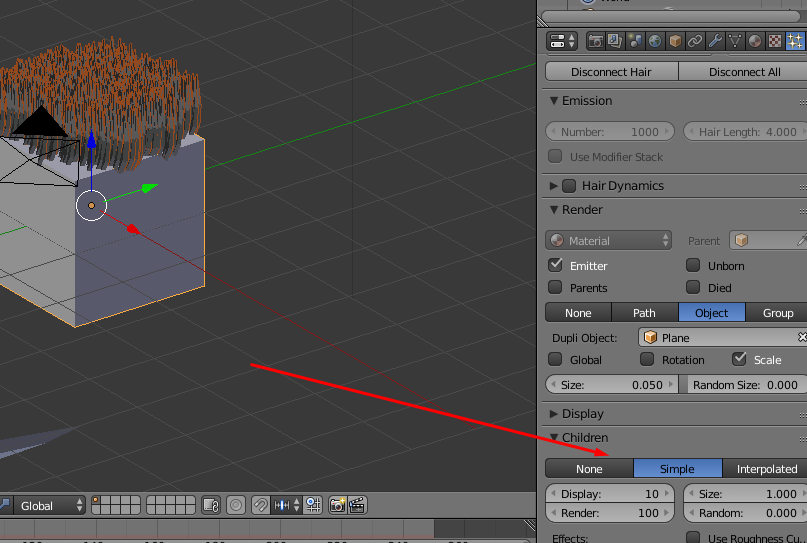 Disconnect Hair Disconnect All
Emission
Number: 1000 Hair Length: 4.000
Use Modifier Stack
Hair Dynamics
Render
Material Parent
Emitter Unborn
Parents Died
None Path Object Group
Dupli Object: Plane
Global Rotation Scale
Size: 0.050 Random Size: 0.000
Display
Children
None Simple Interpolated
Display: 10 Size: 1.000
Render: 100 Random: 0.000
Global
Effects: Use Roughness Cu...